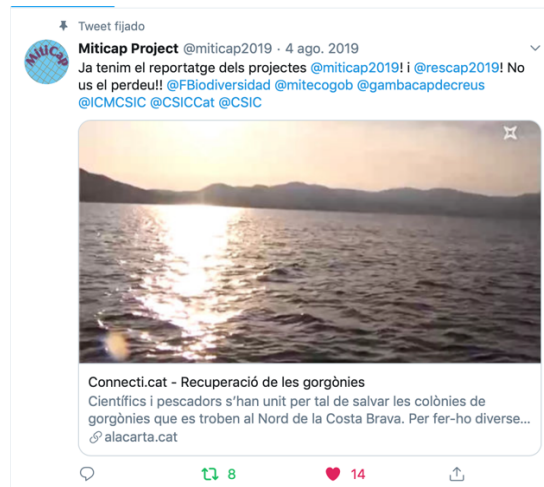 Tweet fijado
MitiCap
Miticap Project @miticap2019 · 4 ago. 2019
Ja tenim el reportatge dels projectes @miticap2019! i @rescap2019! No
us el perdeu!! @FBiodiversidad @mitecogob @gambacapdecreus
@ICMCSIC @CSICCat @CSIC
Connecti.cat - Recuperació de les gorgònies
Científics i pescadors s’han unit per tal de salvar les colònies de
gorgònies que es troben al Nord de la Costa Brava. Per fer-ho diverse...
alacarta.cat
8 14